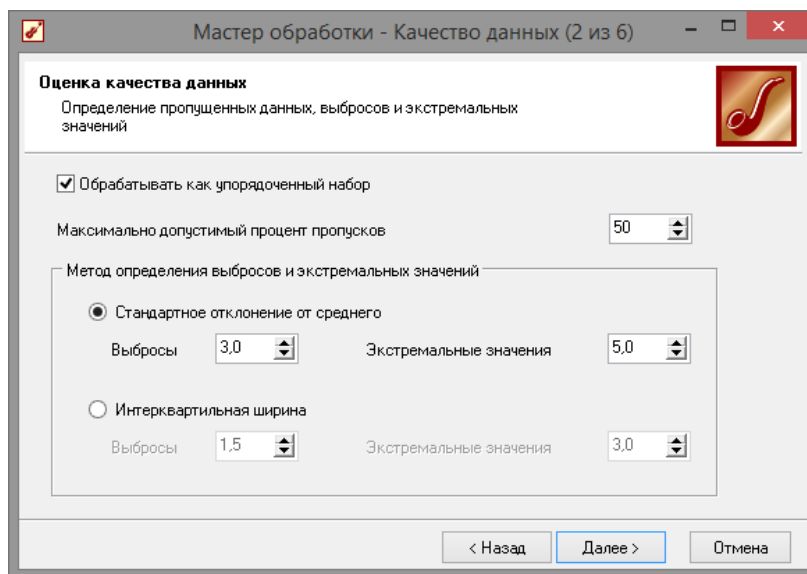 Мастер обработки - Качество данных (2 из 6)
Оценка качества данных
Определение пропущенных данных, выбросов и экстремальных
значений
Обрабатывать как упорядоченный набор
Максимально допустимый процент пропусков 50
Метод определения выбросов и экстремальных значений
Стандартное отклонение от среднего
Выбросы 3,0 Экстремальные значения 5,0
Интерквартильная ширина
Выбросы 1,5 Экстремальные значения 3,0
< Назад Далее > Отмена